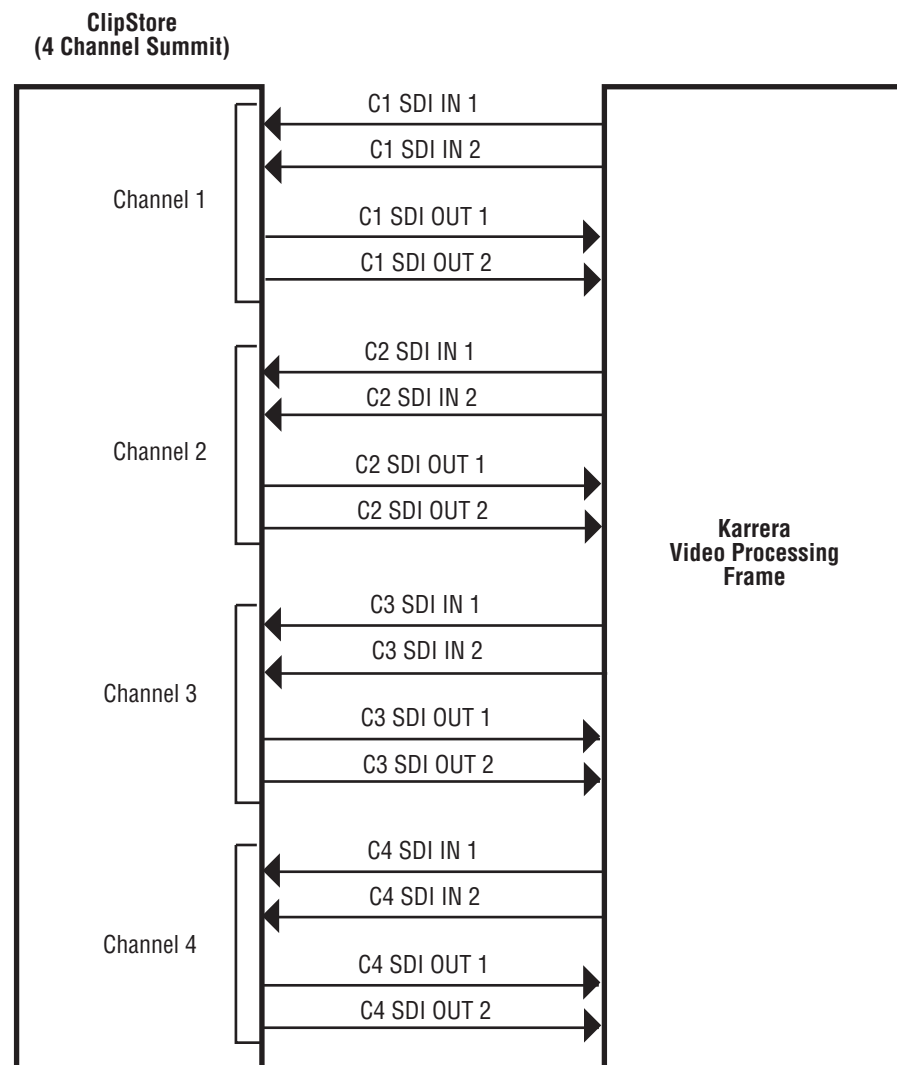 ClipStore
(4 Channel Summit)
C1 SDI IN 1
C1 SDI IN 2
Channel 1
C1 SDI OUT 1
C1 SDI OUT 2
C2 SDI IN 1
C2 SDI IN 2
Channel 2
C2 SDI OUT 1
C2 SDI OUT 2
Karrera
Video Processing
Frame
C3 SDI IN 1
C3 SDI IN 2
Channel 3
C3 SDI OUT 1
C3 SDI OUT 2
C4 SDI IN 1
C4 SDI IN 2
Channel 4
C4 SDI OUT 1
C4 SDI OUT 2